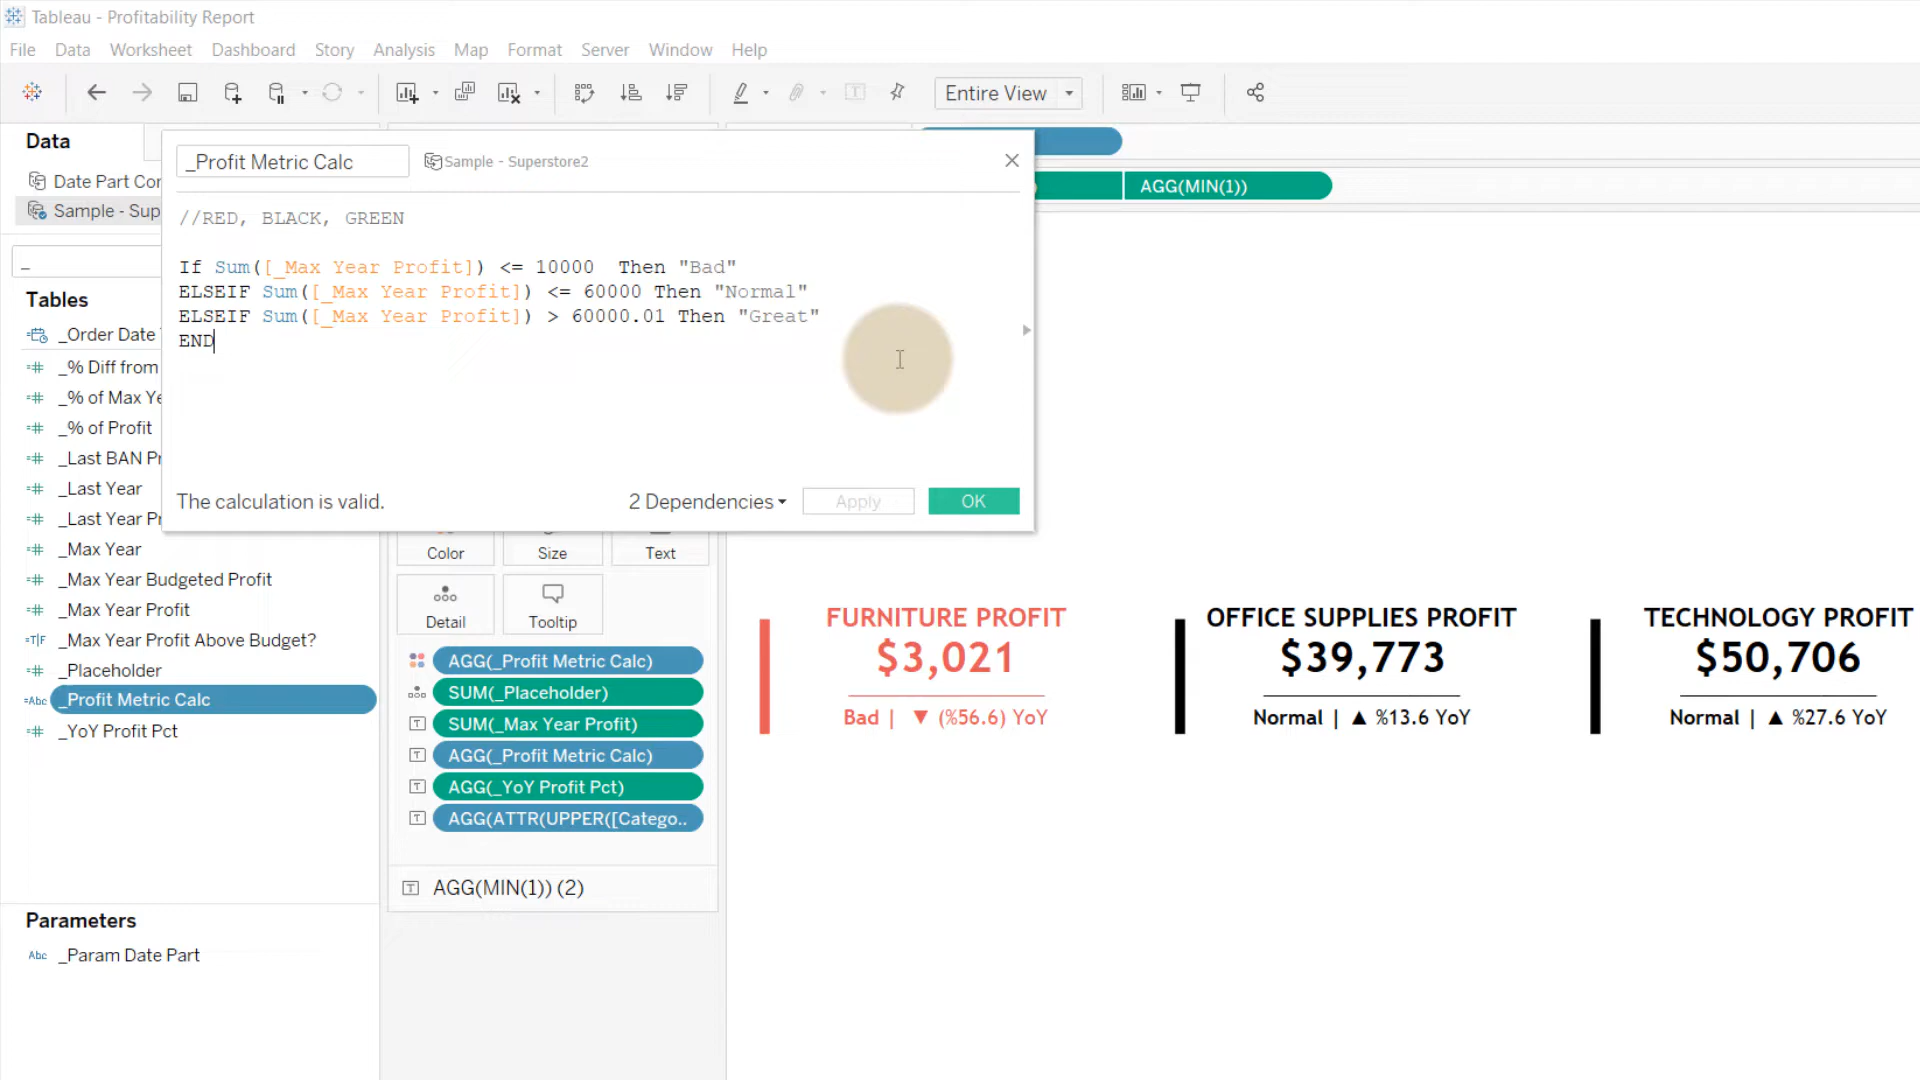 Tableau - Profitability Report
File Data Worksheet Dashboard Story Analysis Map Format Server Window Help
Entire View
Data
Date Part Con
Sample - Sup
_
Tables
_Order Date
_% Diff from
_% of Max Ye
_% of Profit
_Last BAN Pr
_Last Year
_Last Year Pr
_Max Year
_Max Year Budgeted Profit
_Max Year Profit
_Max Year Profit Above Budget?
_Placeholder
_Profit Metric Calc
_YoY Profit Pct
Parameters
_Param Date Part
_Profit Metric Calc Sample - Superstore2
//RED, BLACK, GREEN
If Sum([_Max Year Profit]) <= 10000  Then "Bad"
ELSEIF Sum([_Max Year Profit]) <= 60000 Then "Normal"
ELSEIF Sum([_Max Year Profit]) > 60000.01 Then "Great"
END
The calculation is valid. 2 Dependencies Apply OK
AGG(MIN(1))
Color Size Text
Detail Tooltip
AGG(_Profit Metric Calc)
SUM(_Placeholder)
SUM(_Max Year Profit)
AGG(_Profit Metric Calc)
AGG(_YoY Profit Pct)
AGG(ATTR(UPPER([Catego..
AGG(MIN(1)) (2)
FURNITURE PROFIT
$3,021
Bad | ▼ (%56.6) YoY
OFFICE SUPPLIES PROFIT
$39,773
Normal | ▲ %13.6 YoY
TECHNOLOGY PROFIT
$50,706
Normal | ▲ %27.6 YoY